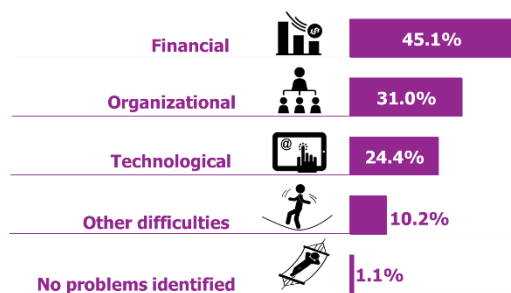 Financial 45.1%
Organizational 31.0%
@
Technological 24.4%
Other difficulties 10.2%
No problems identified 1.1%